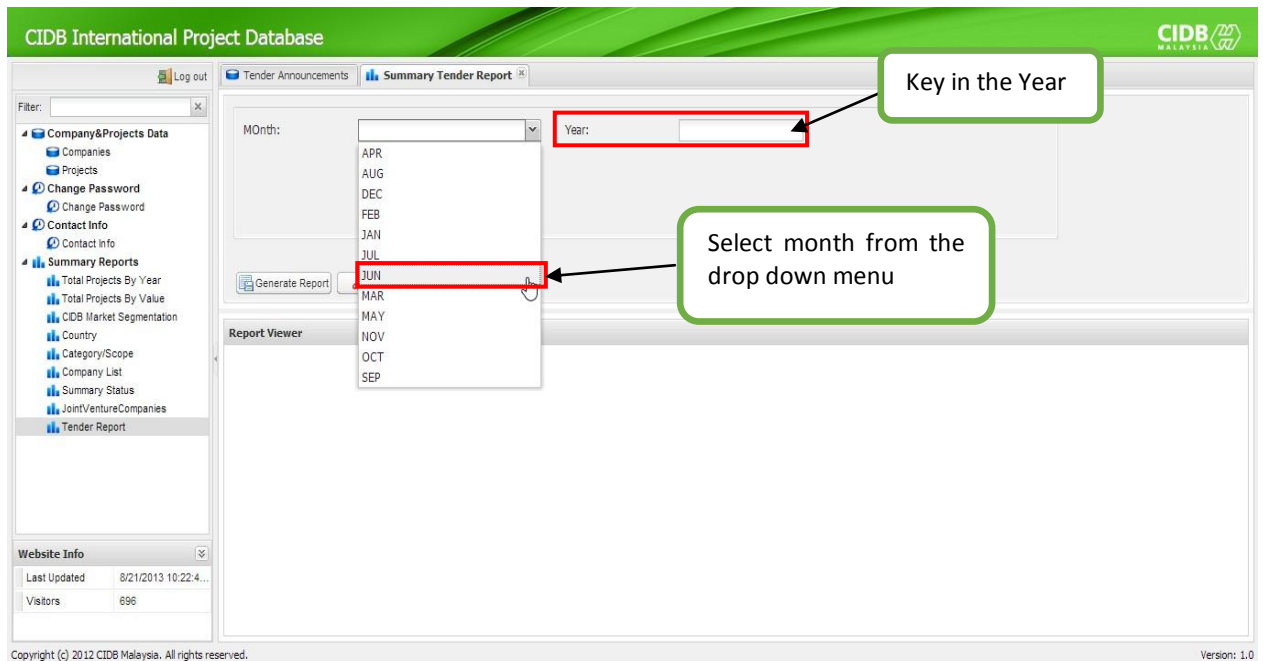 CIDB International Project Database
CIDB
MALAYSIA
Log out
Filter:
Company&Projects Data
Companies
Projects
Change Password
Change Password
Contact Info
Contact Info
Summary Reports
Total Projects By Year
Total Projects By Value
CIDB Market Segmentation
Country
Category/Scope
Company List
Summary Status
JointVentureCompanies
Tender Report
Website Info
Last Updated 8/21/2013 10:22:4...
Visitors 696
Tender Announcements Summary Tender Report
Key in the Year
MOnth: Year:
APR
AUG
DEC
FEB
JAN
JUL
JUN
MAR
MAY
NOV
OCT
SEP
Select month from the
drop down menu
Generate Report
Report Viewer
Copyright (c) 2012 CIDB Malaysia. All rights reserved. Version: 1.0